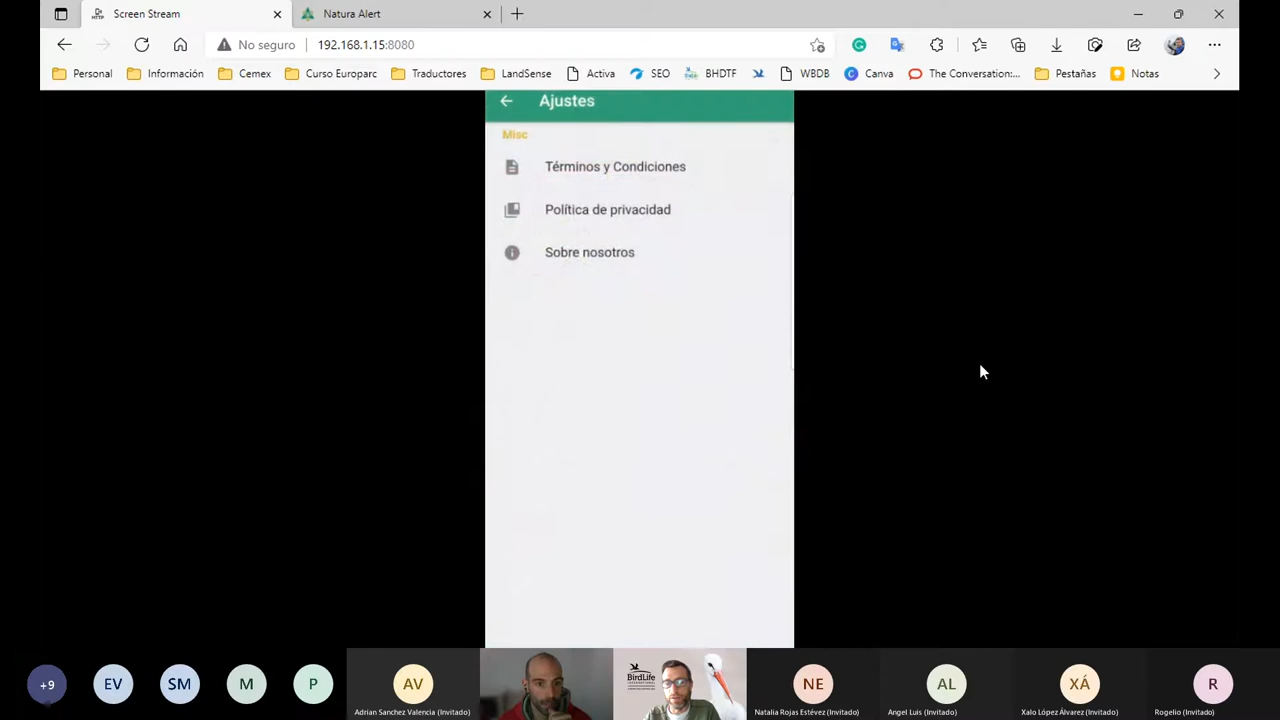 HTTP Screen Stream
Natura Alert
No seguro
192.168.1.15:8080
Personal
Información
Cemex
Curso Europarc
Traductores
LandSense
Activa
SEO
BHDTF
WBDB
Canva
The Conversation:...
Pestañas
Notas
Ajustes
Misc
Términos y Condiciones
Política de privacidad
Sobre nosotros
+9
EV
SM
M
P
AV
Adrian Sanchez Valencia (Invitado)
BirdLife
INTERNATIONAL
NE
Natalia Rojas Estévez (Invitado)
AL
Angel Luis (Invitado)
XÁ
Xalo López Álvarez (Invitado)
R
Rogelio (Invitado)